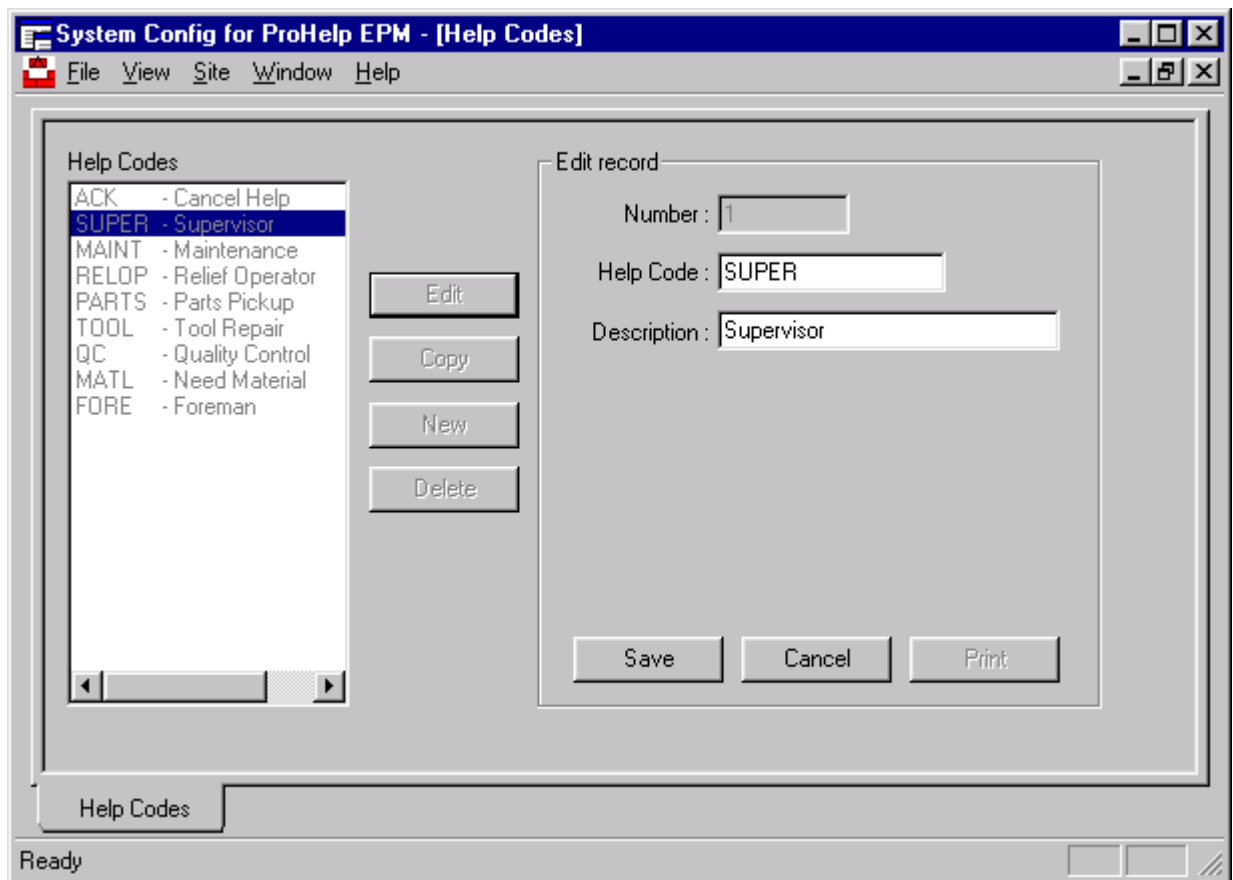 System Config for ProHelp EPM - [Help Codes]
File View Site Window Help
Help Codes
ACK - Cancel Help
SUPER - Supervisor
MAINT - Maintenance
RELOP - Relief Operator
PARTS - Parts Pickup
TOOL - Tool Repair
QC - Quality Control
MATL - Need Material
FORE - Foreman
Edit
Copy
New
Delete
Edit record
Number : 1
Help Code : SUPER
Description : Supervisor
Save Cancel Print
Help Codes
Ready